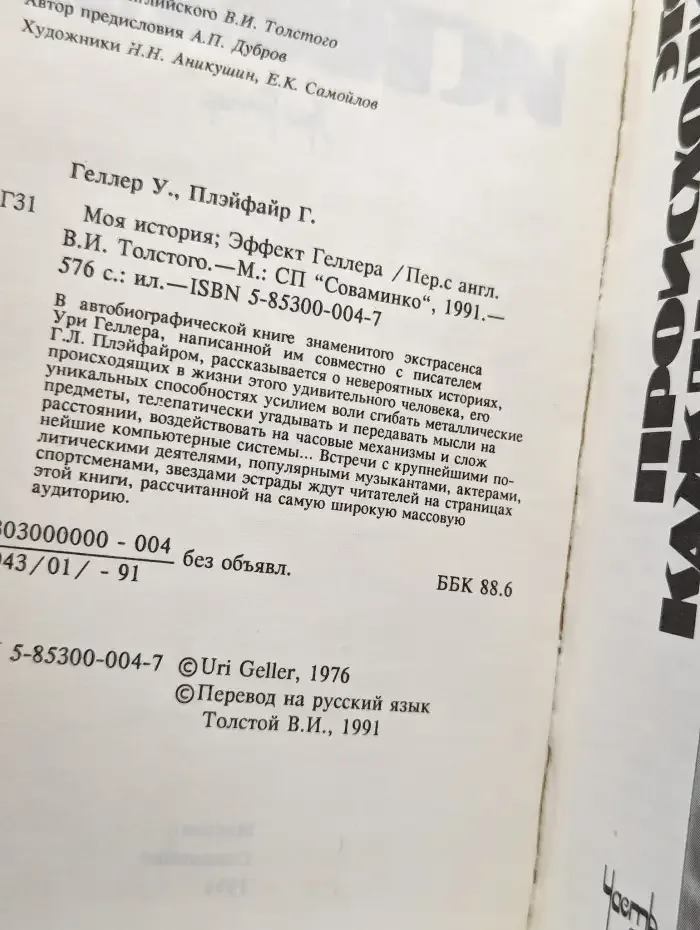 английского В.И. Толстого
Автор предисловия А.П. Дубров
Художники Н.Н. Аникушин, Е.К. Самойлов
Геллер У., Плэйфайр Г.
Г31
Моя история; Эффект Геллера /Пер.с англ.
В.И. Толстого.—М.: СП "Соваминко", 1991.—
576 с.: ил.—ISBN 5-85300-004-7
В автобиографической книге знаменитого экстрасенса
Ури Геллера, написанной им совместно с писателем
Г.Л. Плэйфайром, рассказывается о невероятных историях,
происходящих в жизни этого удивительного человека, его
уникальных способностях усилием воли сгибать металлические
предметы, телепатически угадывать и передавать мысли на
расстоянии, воздействовать на часовые механизмы и слож
нейшие компьютерные системы... Встречи с крупнейшими по-
литическими деятелями, популярными музыкантами, актерами,
спортсменами, звездами эстрады ждут читателей на страницах
этой книги, рассчитанной на самую широкую массовую
аудиторию.
803000000 - 004
043/01/ - 91
без объявл.
ББК 88.6
5-85300-004-7
©Uri Geller, 1976
©Перевод на русский язык
Толстой В.И., 1991
Часть